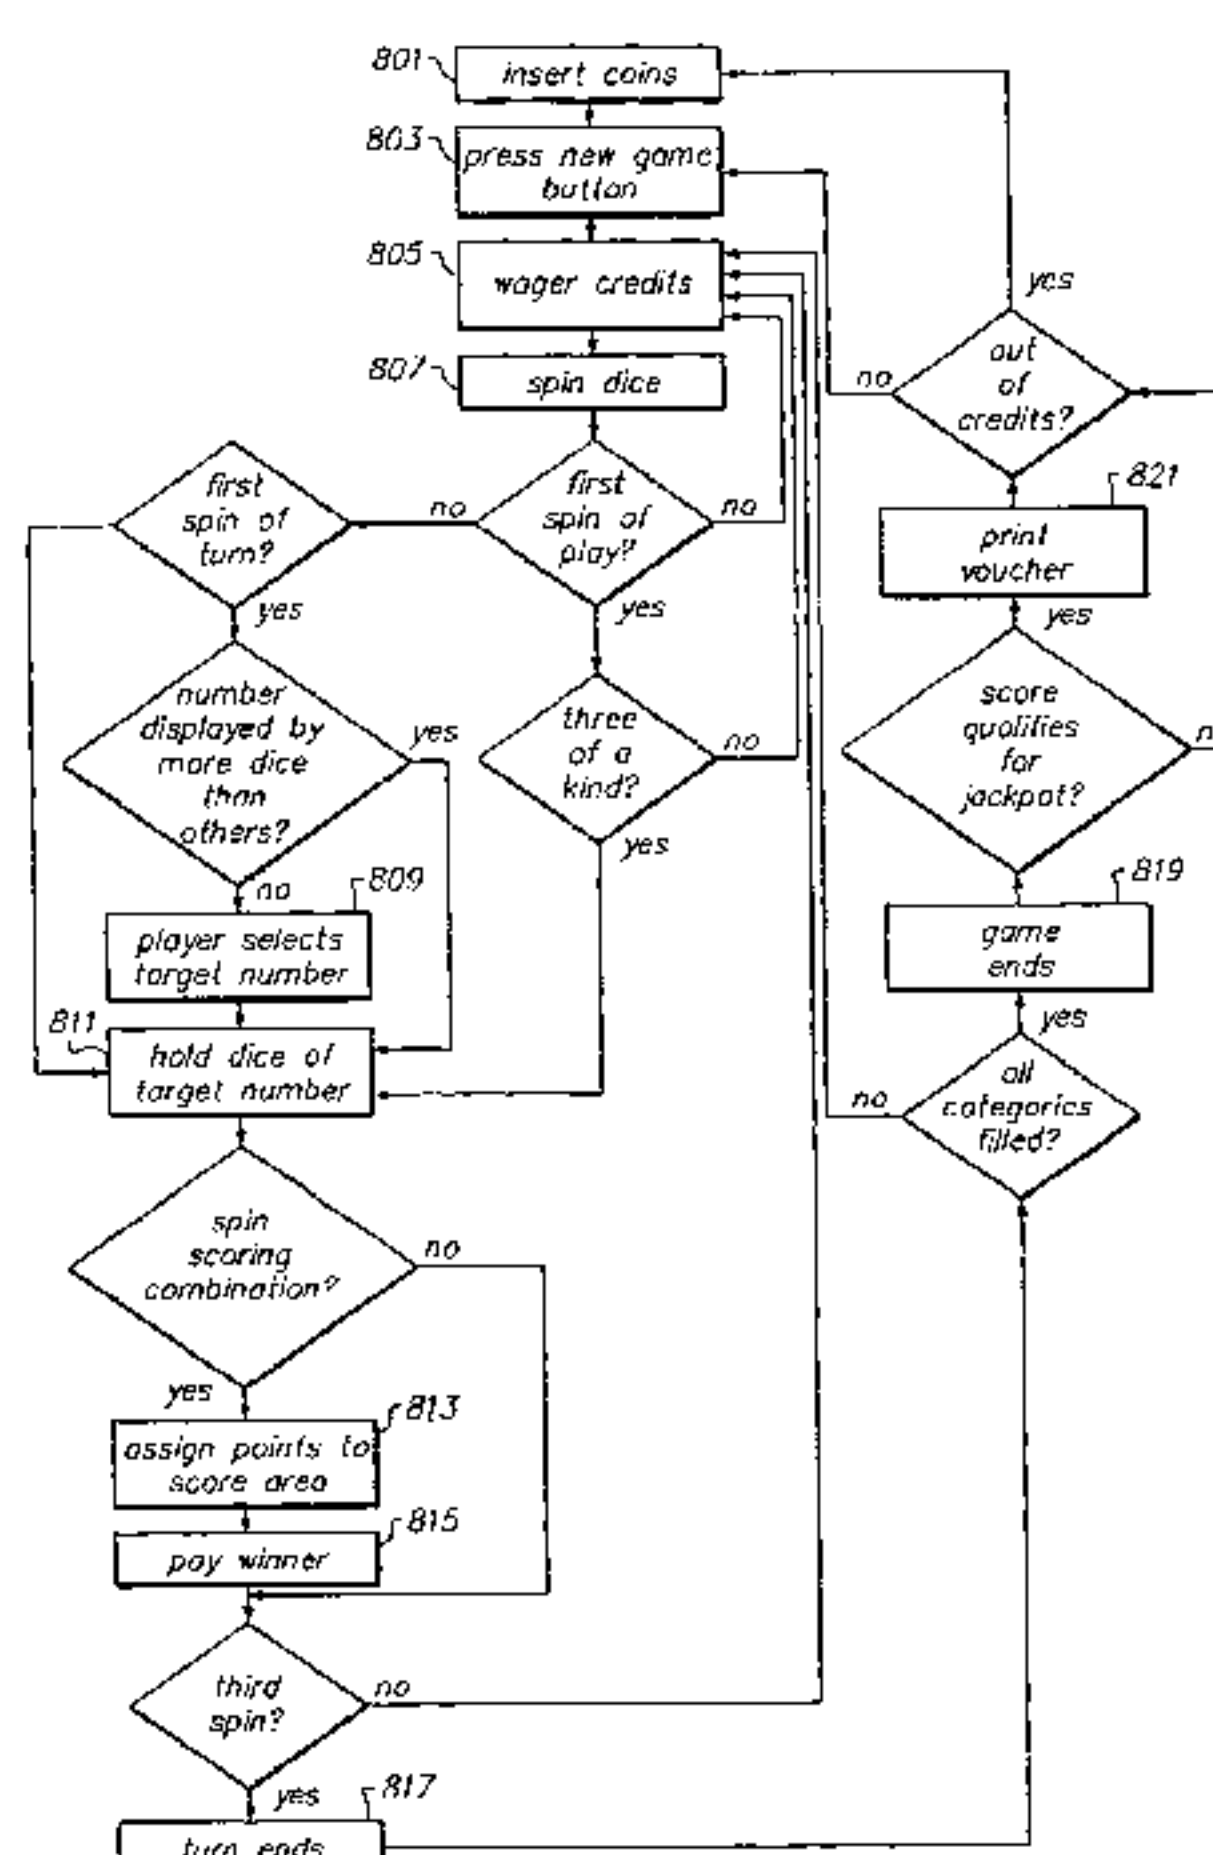 801
insert coins
803
press new game
button
805
wager credits
807
spin dice
yes
out
of
credits?
no
821
print
voucher
first
spin of
turn?
no
first
spin of
play?
no
yes
yes
yes
number
displayed by
more dice
than
others?
yes
three
of a
kind?
no
yes
score
qualifies
for
jackpot?
n
no
809
player selects
target number
819
game
ends
yes
811
hold dice of
target number
all
categories
filled?
no
spin
scoring
combination?
no
yes
813
assign points to
score area
815
pay winner
third
spin?
no
yes
817
turn ends